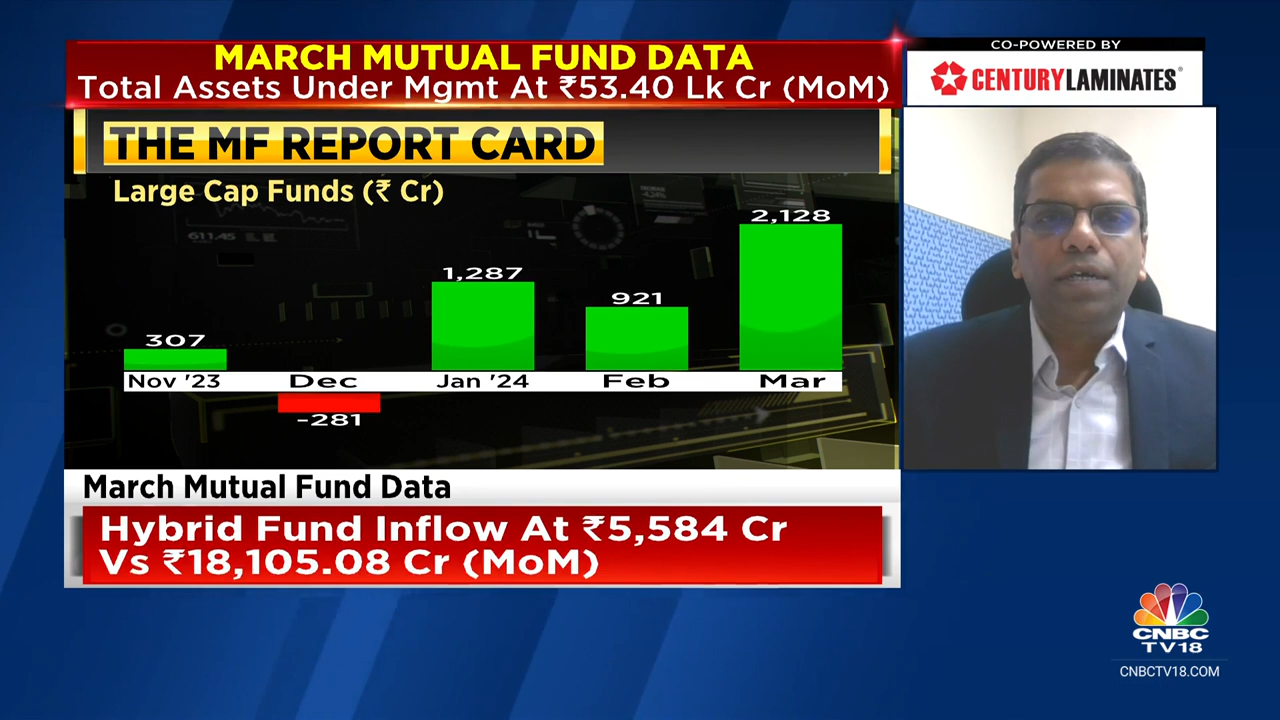 MARCH MUTUAL FUND DATA
Total Assets Under Mgmt At ₹53.40 Lk Cr (MoM)
CO-POWERED BY
CENTURYLAMINATES®
THE MF REPORT CARD
Large Cap Funds (₹ Cr)
611.45
2,128
1,287
921
307
Nov '23
Dec
Jan '24
Feb
Mar
-281
March Mutual Fund Data
Hybrid Fund Inflow At ₹5,584 Cr
Vs ₹18,105.08 Cr (MoM)
CNBC
TV18
CNBCTV18.COM